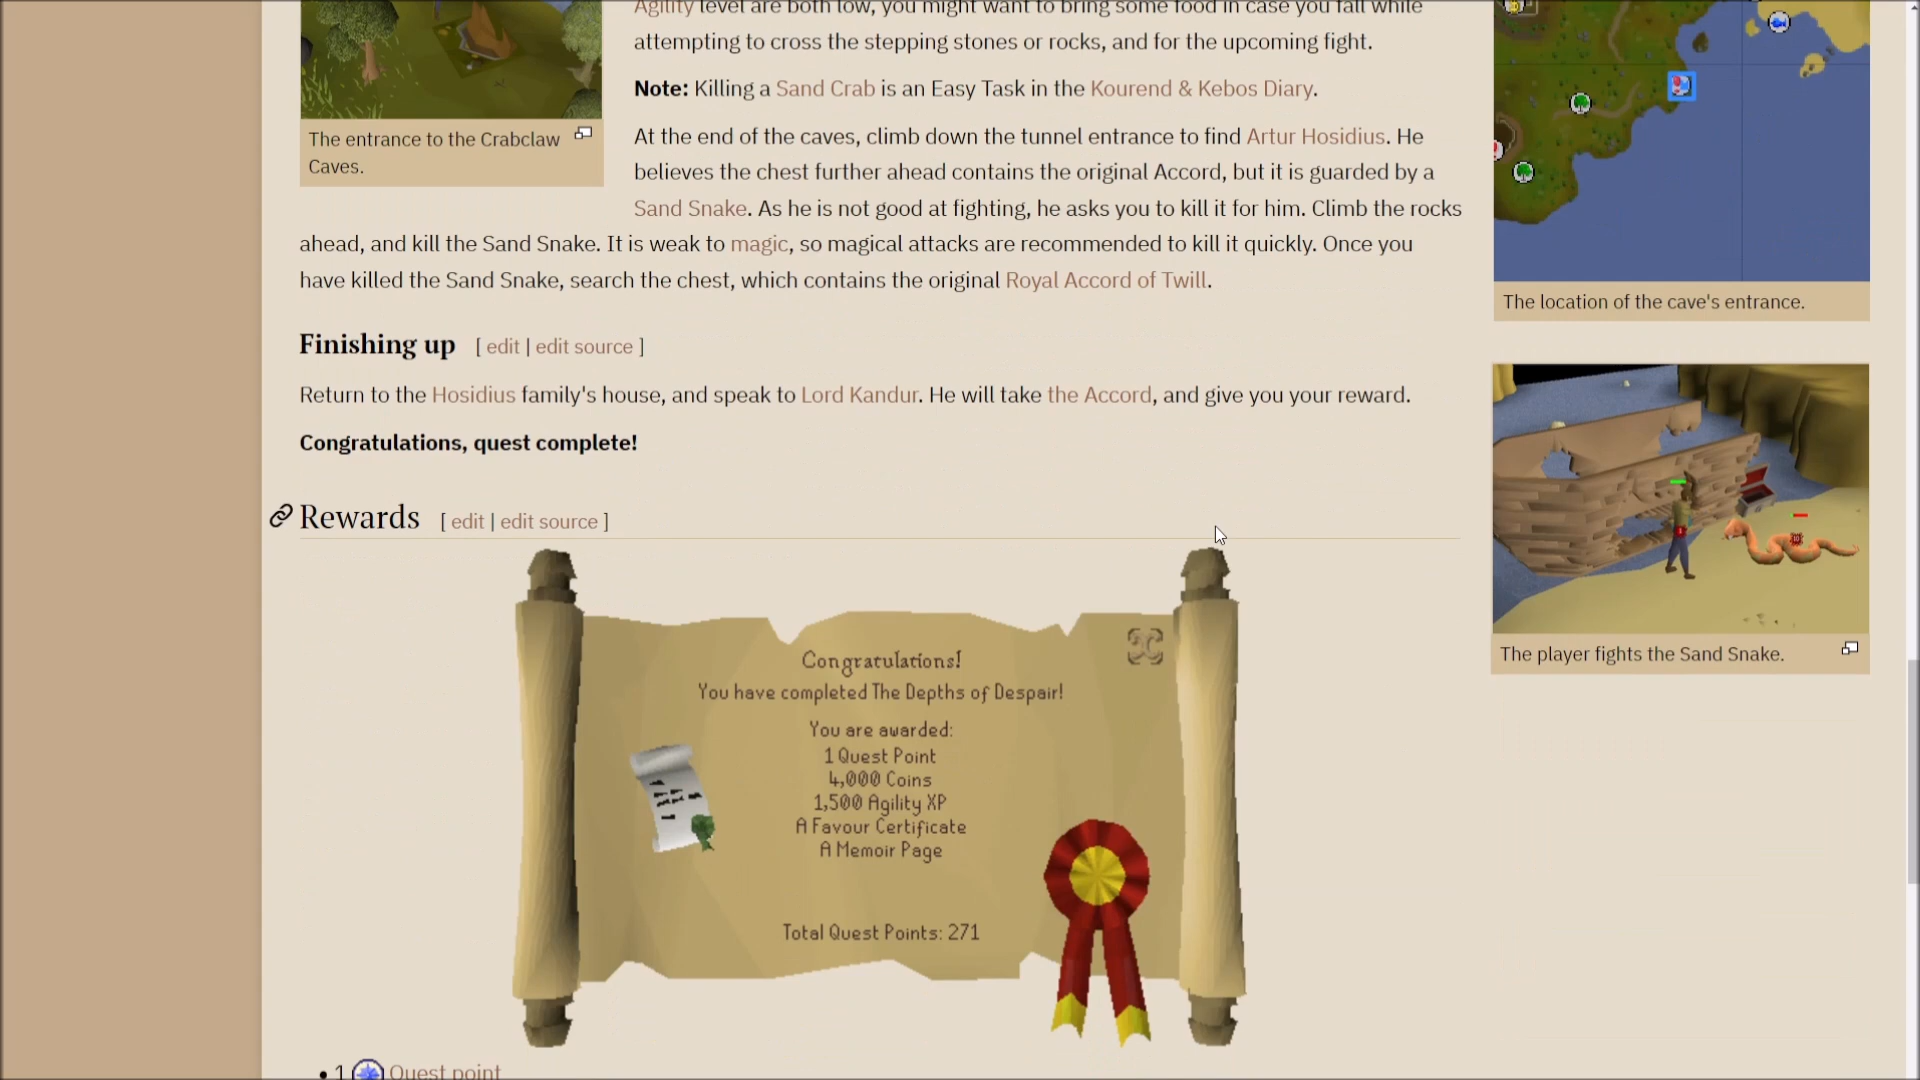 Agility level are both low, you might want to bring some food in case you fall while
attempting to cross the stepping stones or rocks, and for the upcoming fight.
Note: Killing a Sand Crab is an Easy Task in the Kourend & Kebos Diary.
The entrance to the Crabclaw
Caves.
At the end of the caves, climb down the tunnel entrance to find Artur Hosidius. He
believes the chest further ahead contains the original Accord, but it is guarded by a
Sand Snake. As he is not good at fighting, he asks you to kill it for him. Climb the rocks
ahead, and kill the Sand Snake. It is weak to magic, so magical attacks are recommended to kill it quickly. Once you
have killed the Sand Snake, search the chest, which contains the original Royal Accord of Twill.
The location of the cave's entrance.
Finishing up [ edit | edit source ]
Return to the Hosidius family's house, and speak to Lord Kandur. He will take the Accord, and give you your reward.
Congratulations, quest complete!
The player fights the Sand Snake.
Rewards [ edit | edit source ]
Congratulations!
You have completed The Depths of Despair!
You are awarded:
1 Quest Point
4,000 Coins
1,500 Agility XP
A Favour Certificate
A Memoir Page
Total Quest Points: 271
• 1 Quest point